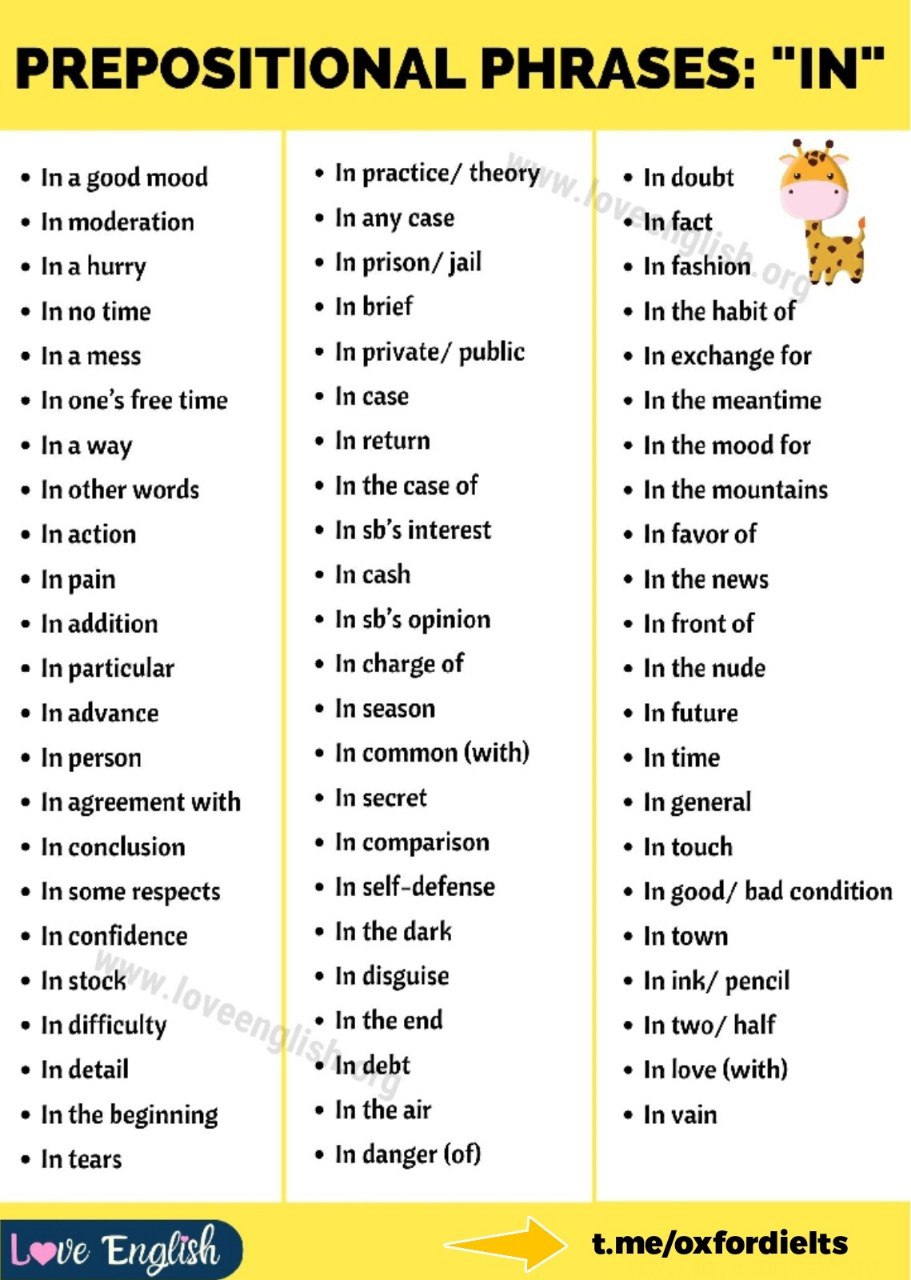 PREPOSITIONAL PHRASES: "IN"
• In a good mood
• In moderation
• In a hurry
• In no time
• In a mess
• In one's free time
• In a way
• In other words
• In action
• In pain
• In addition
• In particular
• In advance
• In person
• In agreement with
• In conclusion
• In some respects
• In confidence
• In stock
• In difficulty
• In detail
• In the beginning
• In tears
• In practice/ theory
• In any case
• In prison/ jail
• In brief
• In private/ public
• In case
• In return
• In the case of
• In sb's interest
• In cash
• In sb's opinion
• In charge of
• In season
• In common (with)
• In secret
• In comparison
• In self-defense
• In the dark
• In disguise
• In the end
• In debt
• In the air
• In danger (of)
• In doubt
• In fact
• In fashion
• In the habit of
• In exchange for
• In the meantime
• In the mood for
• In the mountains
• In favor of
• In the news
• In front of
• In the nude
• In future
• In time
• In general
• In touch
• In good/ bad condition
• In town
• In ink/ pencil
• In two/ half
• In love (with)
• In vain
www.loveenglish.org
www.loveenglish.org
Love English
t.me/oxfordielts